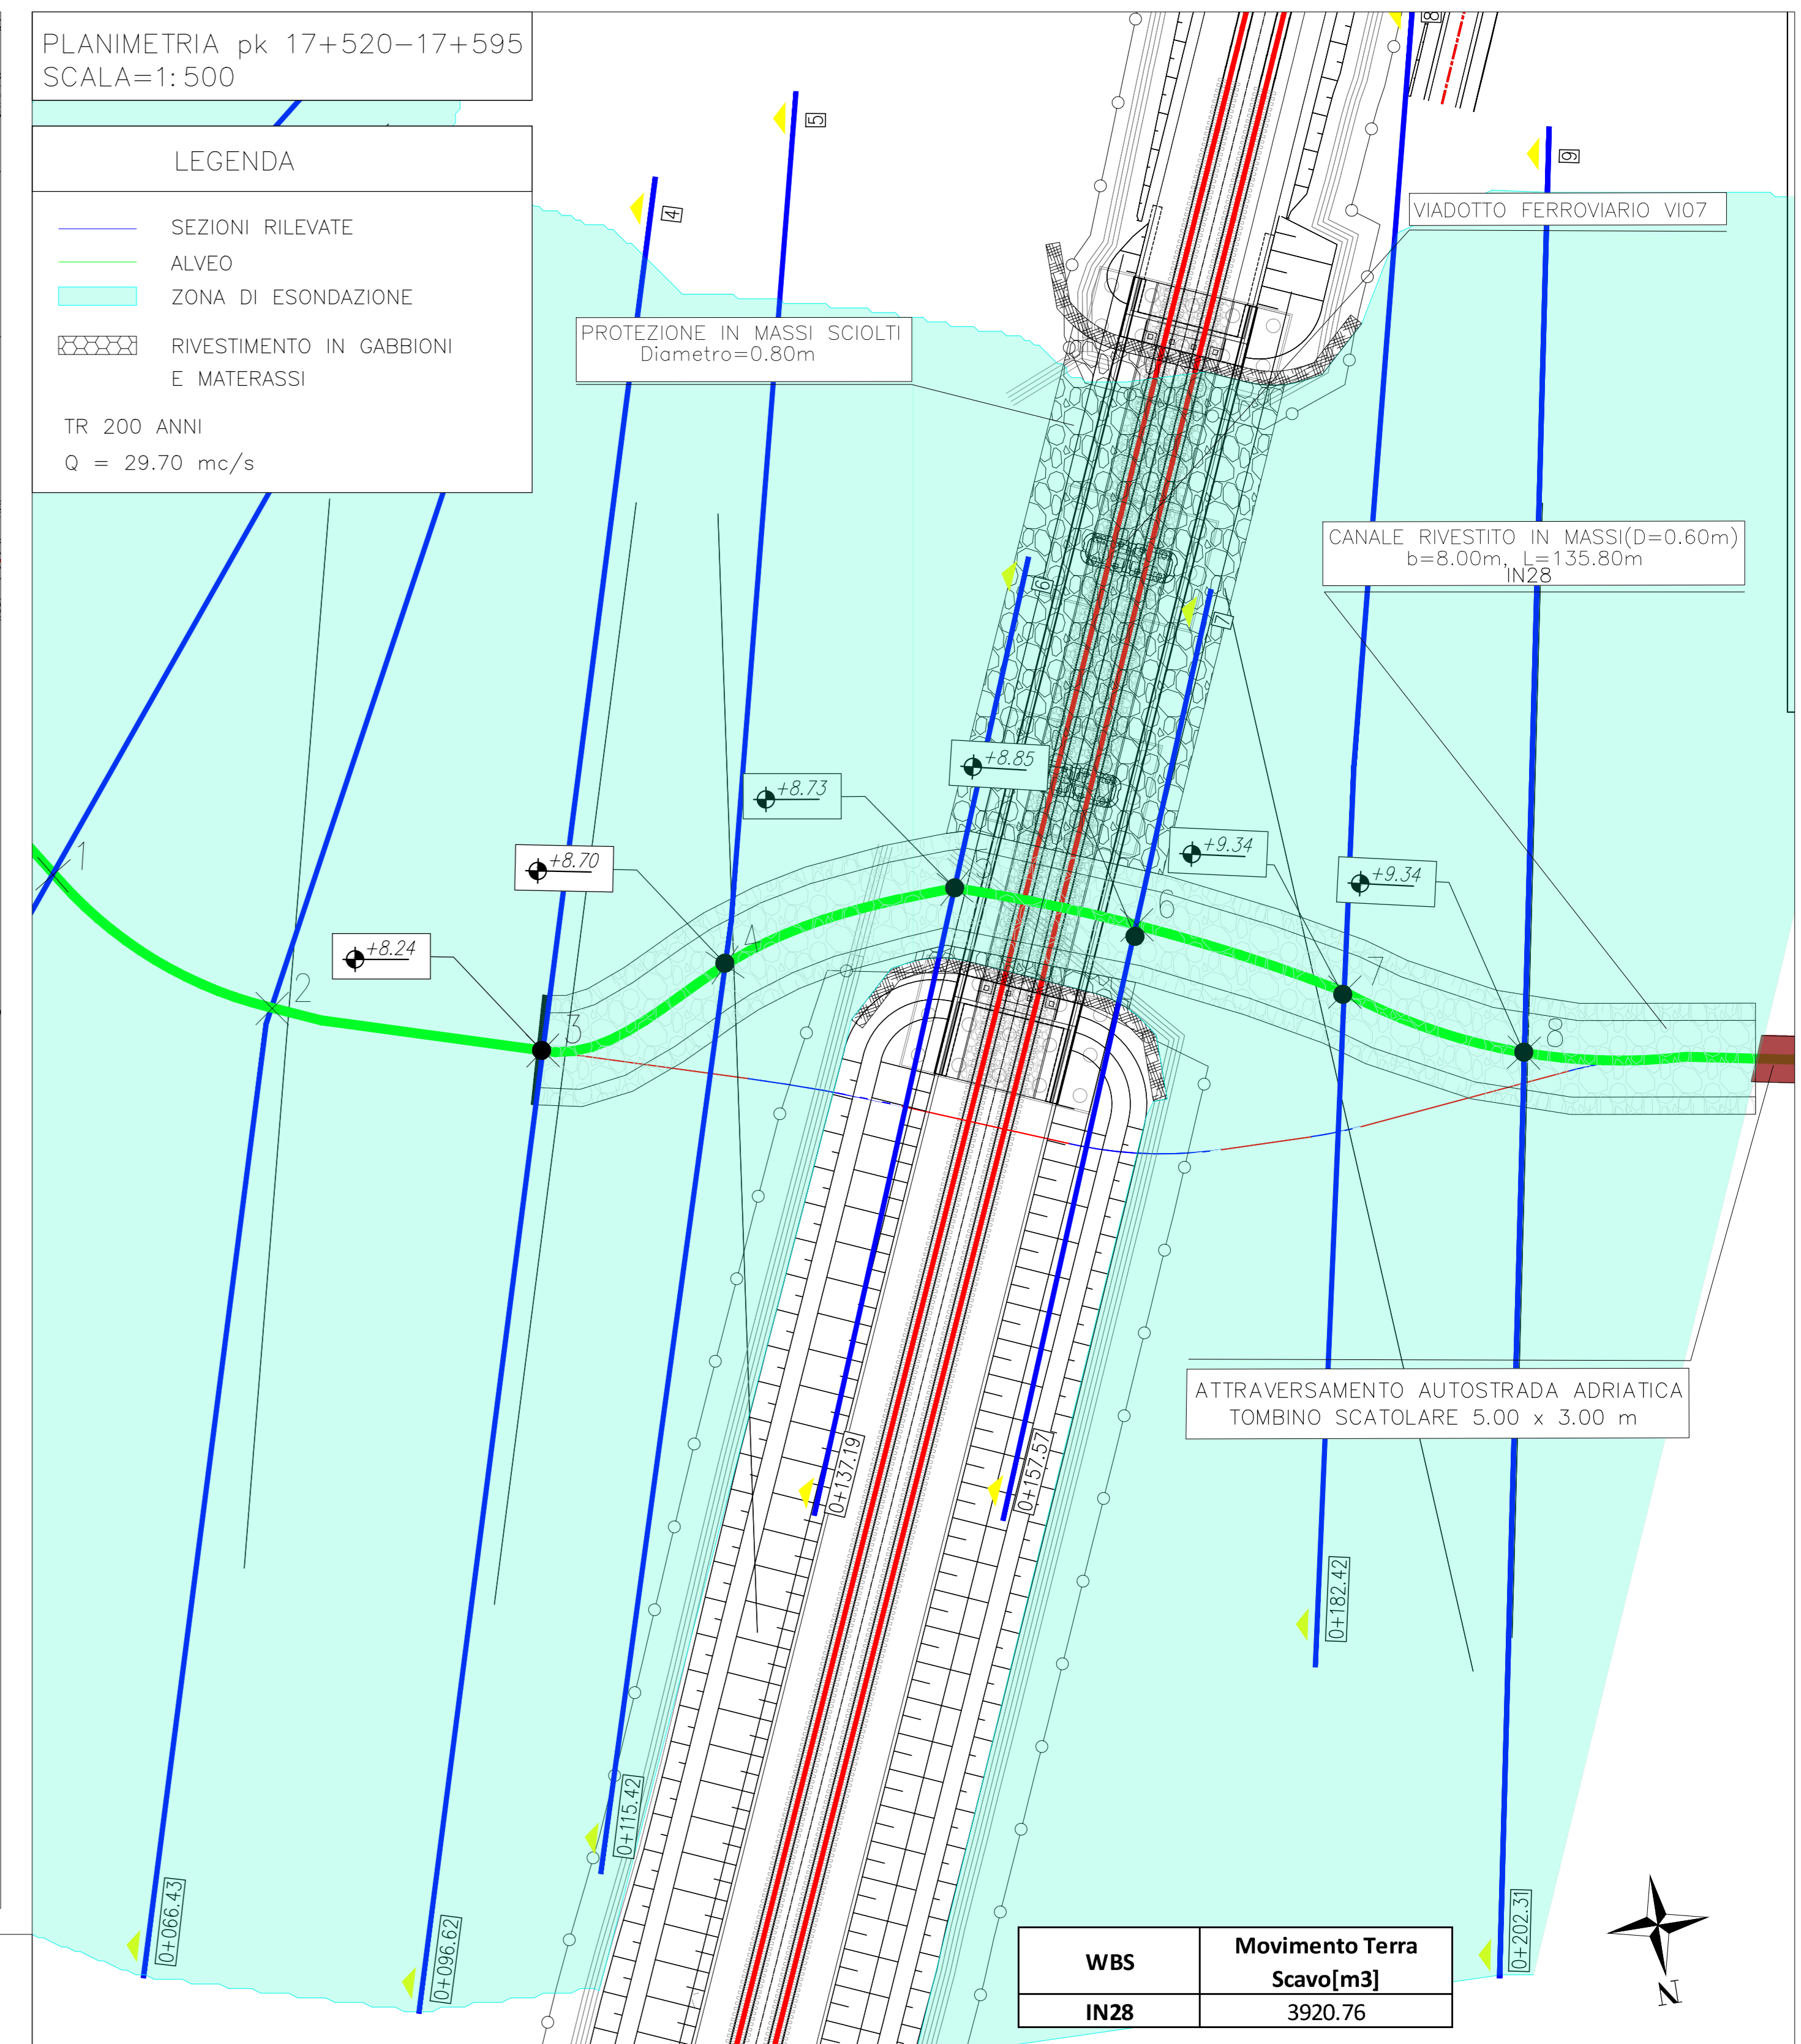 PLANIMETRIA pk 17+520-17+595
SCALA=1:500
LEGENDA
SEZIONI RILEVATE
ALVEO
ZONA DI ESONDAZIONE
RIVESTIMENTO IN GABBIONI
E MATERASSI
TR 200 ANNI
Q = 29.70 mc/s
4
5
8
9
VIADOTTO FERROVIARIO VI07
PROTEZIONE IN MASSI SCIOLTI
Diametro=0.80m
CANALE RIVESTITO IN MASSI(D=0.60m)
b=8.00m, L=135.80m
IN28
6
7
+8.85
+8.73
+8.70
+9.34
+9.34
+8.24
1
2
3
4
6
7
8
ATTRAVERSAMENTO AUTOSTRADA ADRIATICA
TOMBINO SCATOLARE 5.00 x 3.00 m
0+137.19
0+157.57
0+182.42
0+115.42
0+066.43
0+096.62
0+202.31
N
WBS
Movimento Terra
Scavo[m3]
IN28
3920.76